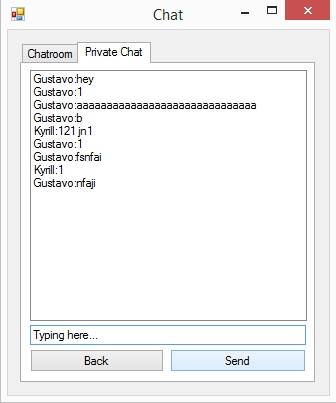 Chat
Chatroom Private Chat
Gustavo:hey
Gustavo:1
Gustavo:aaaaaaaaaaaaaaaaaaaaaaaaaaaaaa
Gustavo:b
Kyrill:121 jn1
Gustavo:1
Gustavo:fsnfai
Kyrill:1
Gustavo:nfaji
Typing here...
Back Send